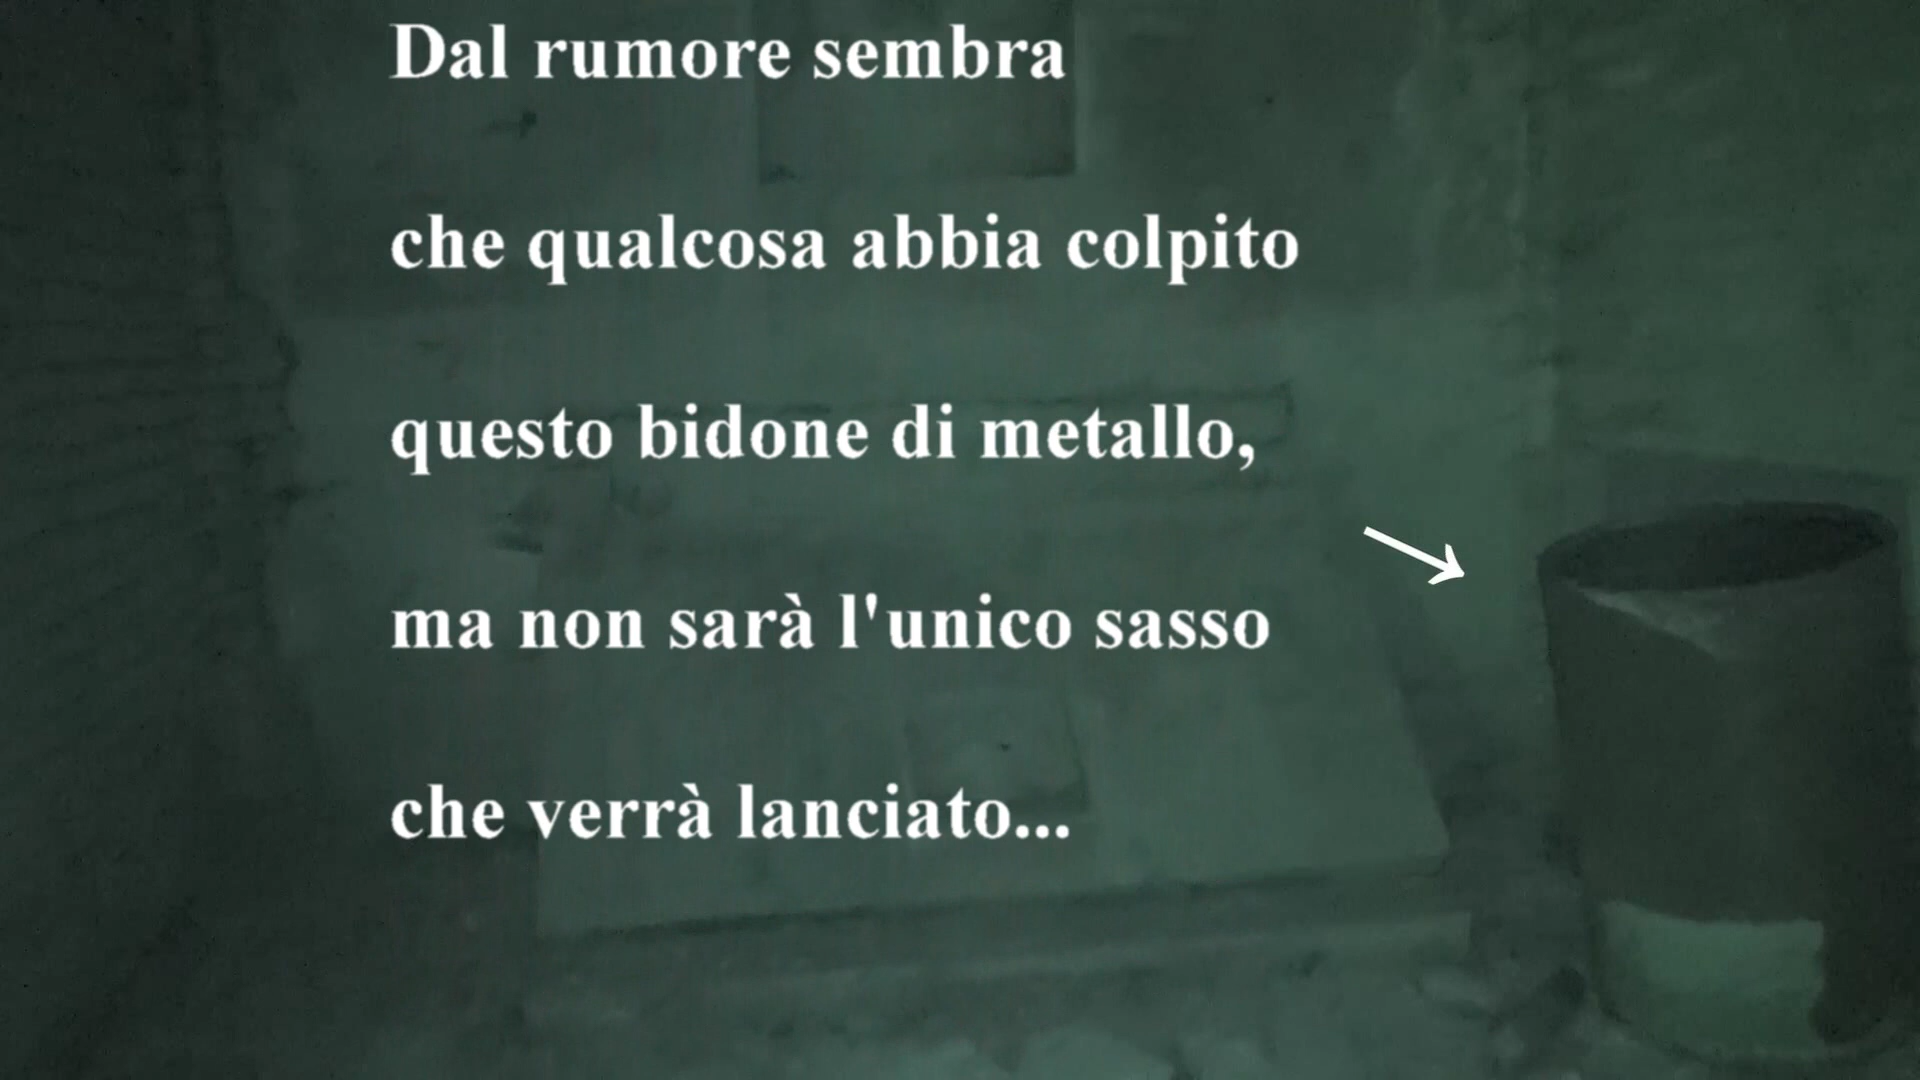 Dal rumore sembra
che qualcosa abbia colpito
questo bidone di metallo,
ma non sarà l'unico sasso
che verrà lanciato...